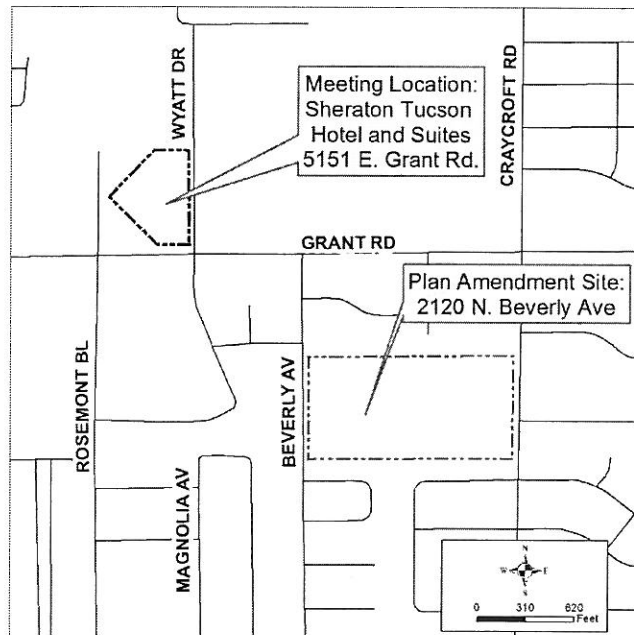 WYATT DR
Meeting Location:
Sheraton Tucson
Hotel and Suites
5151 E. Grant Rd.
CRAYCROFT RD
GRANT RD
Plan Amendment Site:
2120 N. Beverly Ave
ROSEMONT BL
BEVERLY AV
MAGNOLIA AV
N
W E
S
0 310 620
Feet